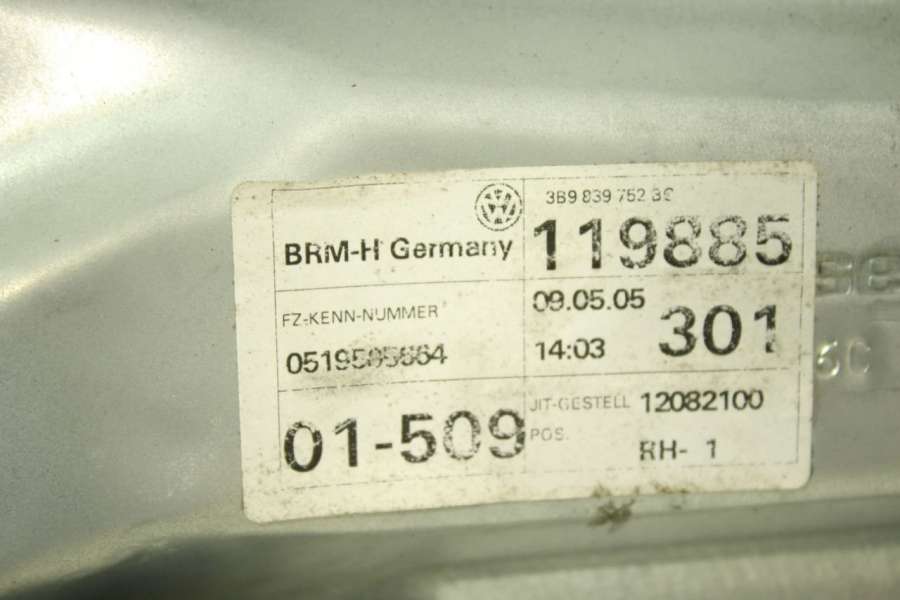 3B9 839 752
BRM-H Germany
119885
FZ-KENN-NUMMER
09.05.05
14:03
301
01-509
JIT-GESTELL 12082100
POS.
RH- 1